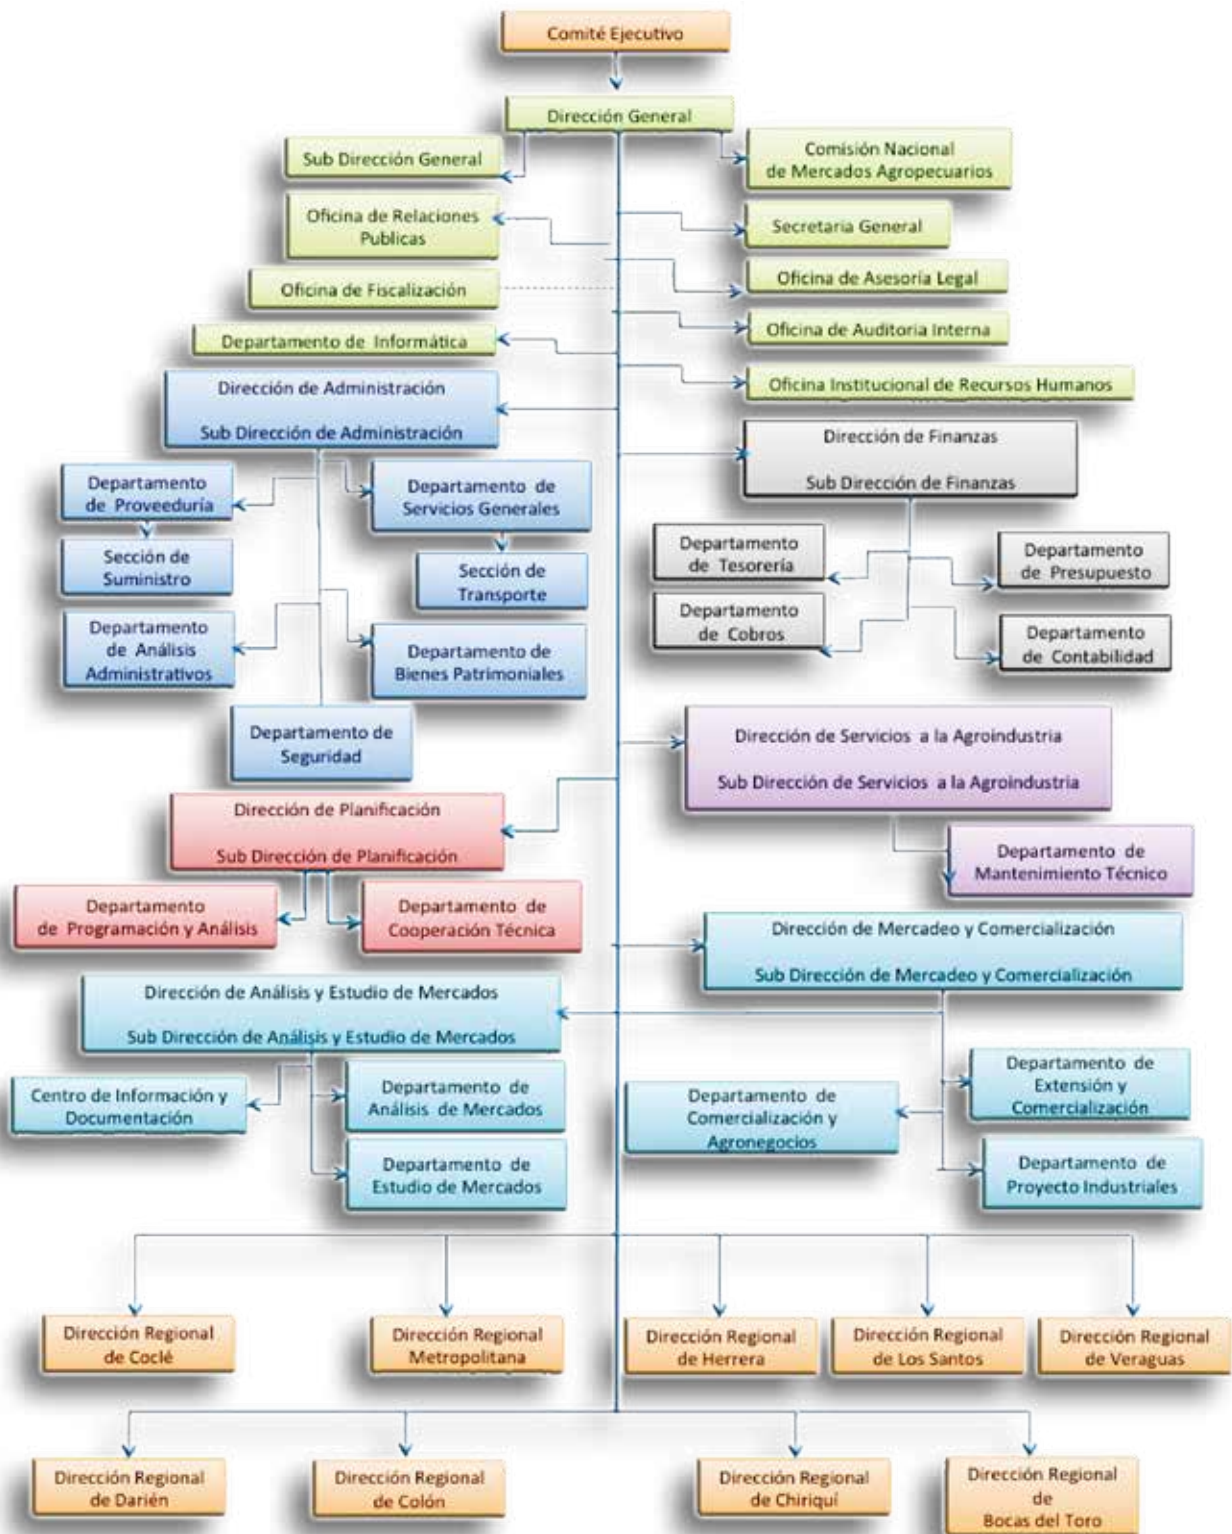 Comité Ejecutivo
Dirección General
Sub Dirección General
Comisión Nacional
de Mercados Agropecuarios
Oficina de Relaciones
Publicas
Secretaria General
Oficina de Fiscalización
Oficina de Asesoría Legal
Departamento de Informática
Oficina de Auditoria Interna
Oficina Institucional de Recursos Humanos
Dirección de Administración
Sub Dirección de Administración
Dirección de Finanzas
Sub Dirección de Finanzas
Departamento
de Proveeduría
Departamento de
Servicios Generales
Sección de
Suministro
Sección de
Transporte
Departamento
de Análisis
Administrativos
Departamento de
Bienes Patrimoniales
Departamento de
Seguridad
Departamento
de Tesorería
Departamento
de Presupuesto
Departamento
de Cobros
Departamento
de Contabilidad
Dirección de Servicios a la Agroindustria
Sub Dirección de Servicios a la Agroindustria
Departamento de
Mantenimiento Técnico
Dirección de Planificación
Sub Dirección de Planificación
Departamento
de Programación y Análisis
Departamento de
Cooperación Técnica
Dirección de Mercadeo y Comercialización
Sub Dirección de Mercadeo y Comercialización
Dirección de Análisis y Estudio de Mercados
Sub Dirección de Análisis y Estudio de Mercados
Centro de Información y
Documentación
Departamento de
Análisis de Mercados
Departamento de
Estudio de Mercados
Departamento de
Comercialización y
Agronegocios
Departamento de
Extensión y
Comercialización
Departamento de
Proyecto Industriales
Dirección Regional
de Coclé
Dirección Regional
Metropolitana
Dirección Regional
de Herrera
Dirección Regional
de Los Santos
Dirección Regional
de Veraguas
Dirección Regional
de Darién
Dirección Regional
de Colón
Dirección Regional
de Chiriquí
Dirección Regional
de
Bocas del Toro